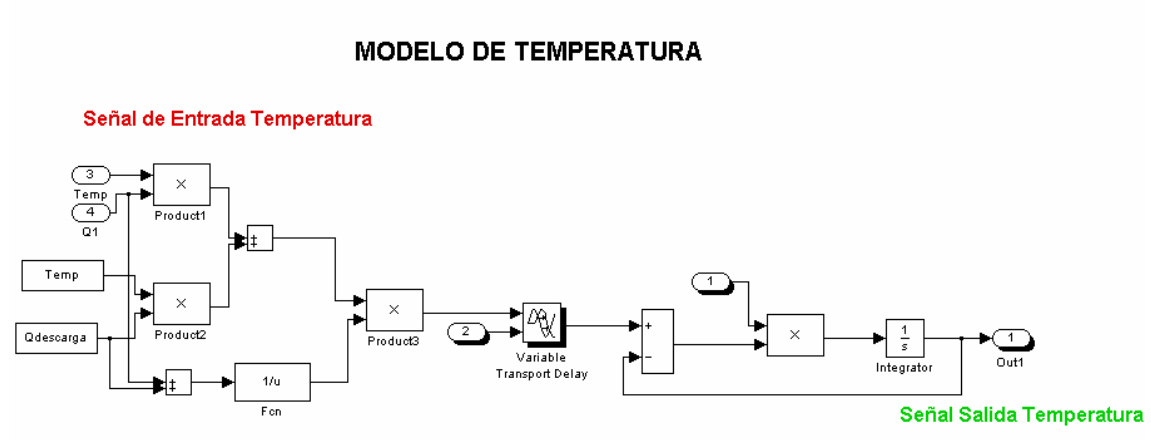 MODELO DE TEMPERATURA
Señal de Entrada Temperatura
3
Temp
4
Q1
×
Product1
+
+
Temp
×
Product2
Qdescarga
+
+
1/u
Fcn
×
Product3
2
Variable
Transport Delay
+
−
1
×
1
s
Integrator
1
Out1
Señal Salida Temperatura